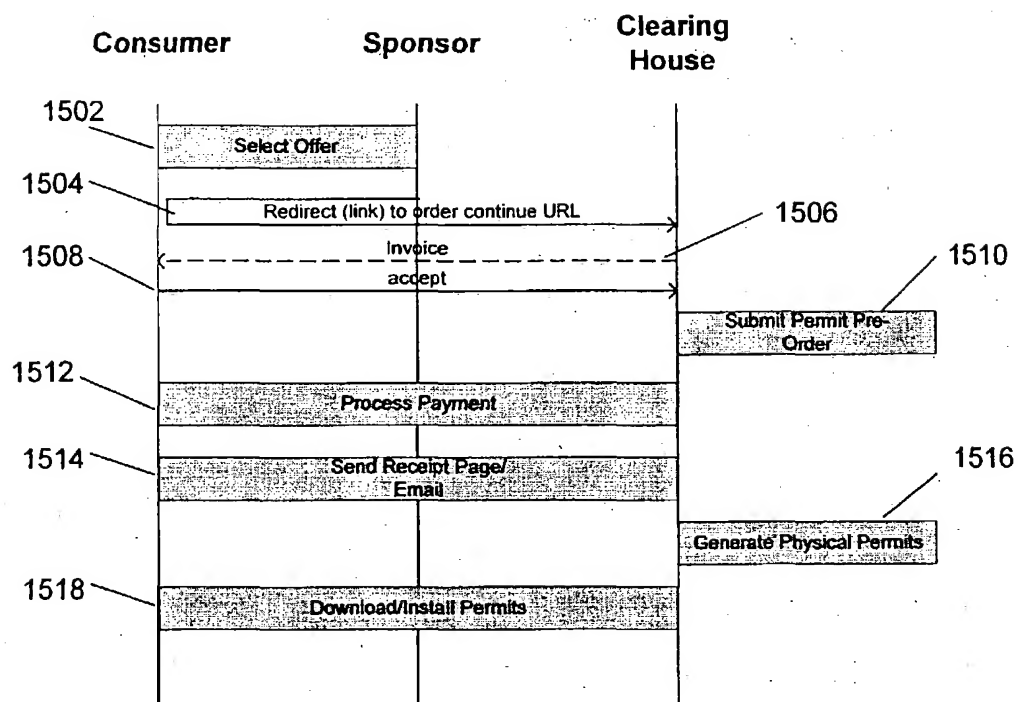 Consumer
Sponsor
Clearing
House
1502
Select Offer
1504
Redirect (link) to order continue URL
1506
Invoice
1508
accept
1510
Submit Permit Pre-
Order
1512
Process Payment
1514
Send Receipt Page/
Email
1516
Generate Physical Permits
1518
Download/Install Permits